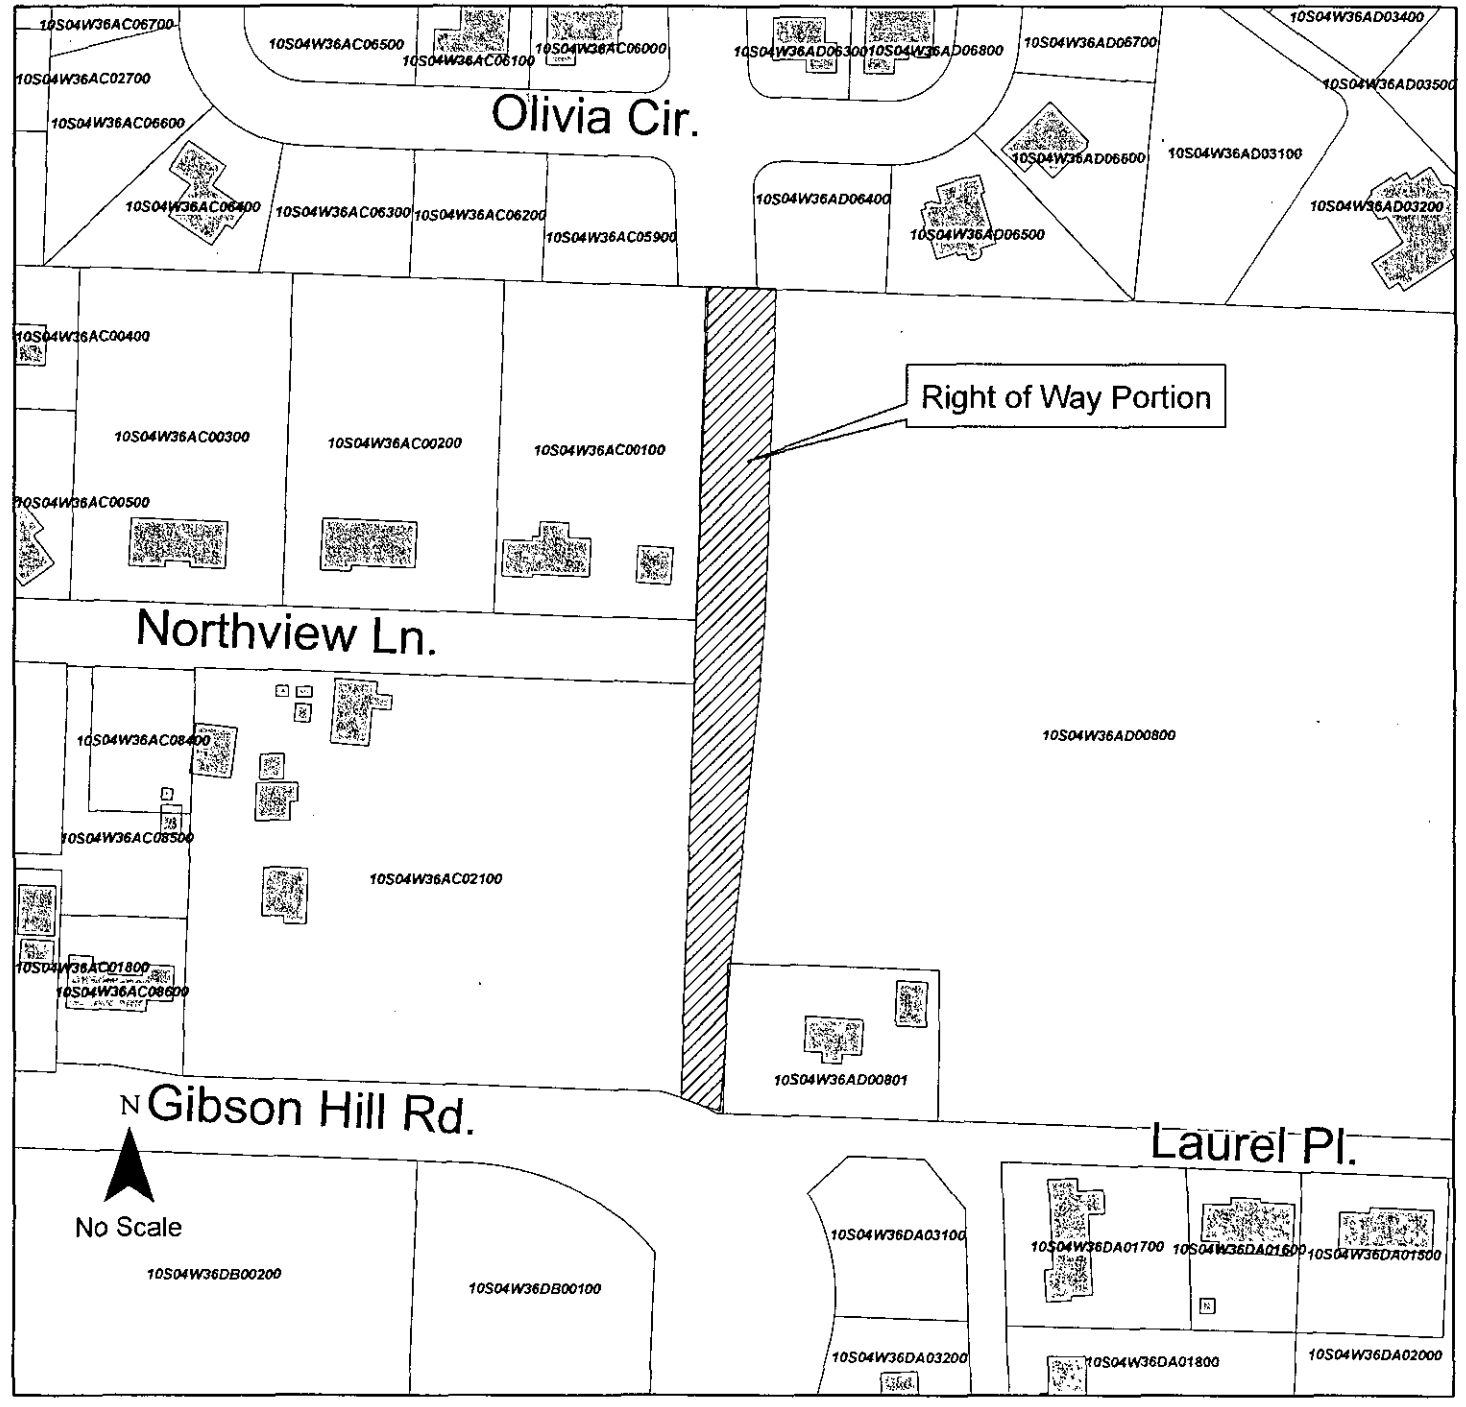 10S04W36AC06700
10S04W36AC06500
10S04W36AC06100
10S04W36AC06000
10S04W36AD06300
10S04W36AD06800
10S04W36AD06700
10S04W36AD03400
10S04W36AC02700
10S04W36AD03500
Olivia Cir.
10S04W36AC06600
10S04W36AD03100
10S04W36AC06400
10S04W36AC06300
10S04W36AC06200
10S04W36AC05900
10S04W36AD06400
10S04W36AD06500
10S04W36AD03200
10S04W36AC00400
Right of Way Portion
10S04W36AC00300
10S04W36AC00200
10S04W36AC00100
10S04W36AC00500
Northview Ln.
10S04W36AC08400
10S04W36AD00800
10S04W36AC08500
10S04W36AC02100
10S04W36AC01800
10S04W36AC08600
10S04W36AD00801
N
Gibson Hill Rd.
Laurel Pl.
No Scale
10S04W36DB00200
10S04W36DB00100
10S04W36DA03100
10S04W36DA01700
10S04W36DA01600
10S04W36DA01500
10S04W36DA03200
10S04W36DA01800
10S04W36DA02000